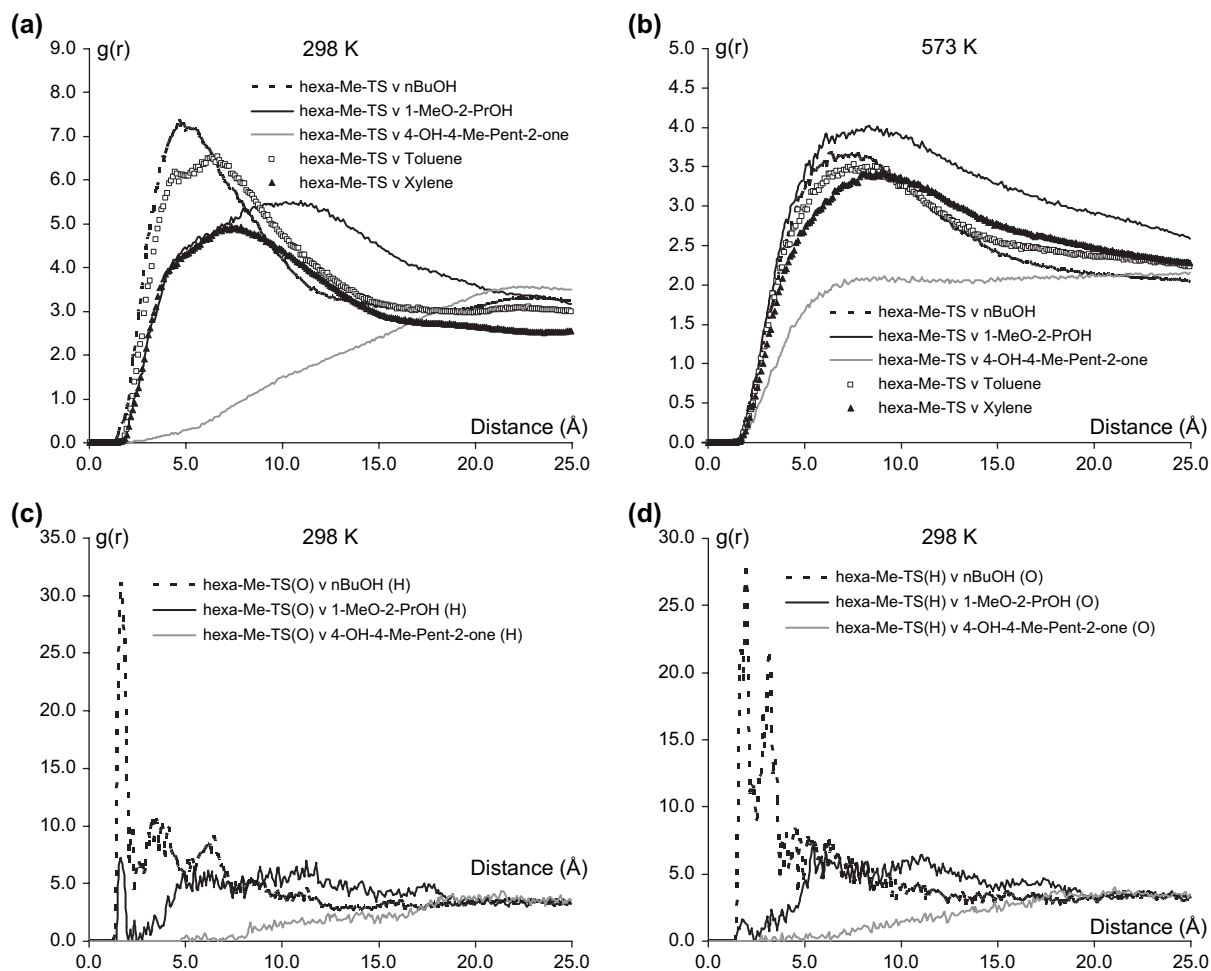 (a)
g(r)
298 K
9.0
8.0
7.0
6.0
5.0
4.0
3.0
2.0
1.0
0.0
hexa-Me-TS v nBuOH
hexa-Me-TS v 1-MeO-2-PrOH
hexa-Me-TS v 4-OH-4-Me-Pent-2-one
hexa-Me-TS v Toluene
hexa-Me-TS v Xylene
Distance (Å)
0.0 5.0 10.0 15.0 20.0 25.0
(b)
g(r)
573 K
5.0
4.5
4.0
3.5
3.0
2.5
2.0
1.5
1.0
0.5
0.0
hexa-Me-TS v nBuOH
hexa-Me-TS v 1-MeO-2-PrOH
hexa-Me-TS v 4-OH-4-Me-Pent-2-one
hexa-Me-TS v Toluene
hexa-Me-TS v Xylene
Distance (Å)
0.0 5.0 10.0 15.0 20.0 25.0
(c)
g(r)
298 K
35.0
30.0
25.0
20.0
15.0
10.0
5.0
0.0
hexa-Me-TS(O) v nBuOH (H)
hexa-Me-TS(O) v 1-MeO-2-PrOH (H)
hexa-Me-TS(O) v 4-OH-4-Me-Pent-2-one (H)
Distance (Å)
0.0 5.0 10.0 15.0 20.0 25.0
(d)
g(r)
298 K
30.0
25.0
20.0
15.0
10.0
5.0
0.0
hexa-Me-TS(H) v nBuOH (O)
hexa-Me-TS(H) v 1-MeO-2-PrOH (O)
hexa-Me-TS(H) v 4-OH-4-Me-Pent-2-one (O)
Distance (Å)
0.0 5.0 10.0 15.0 20.0 25.0